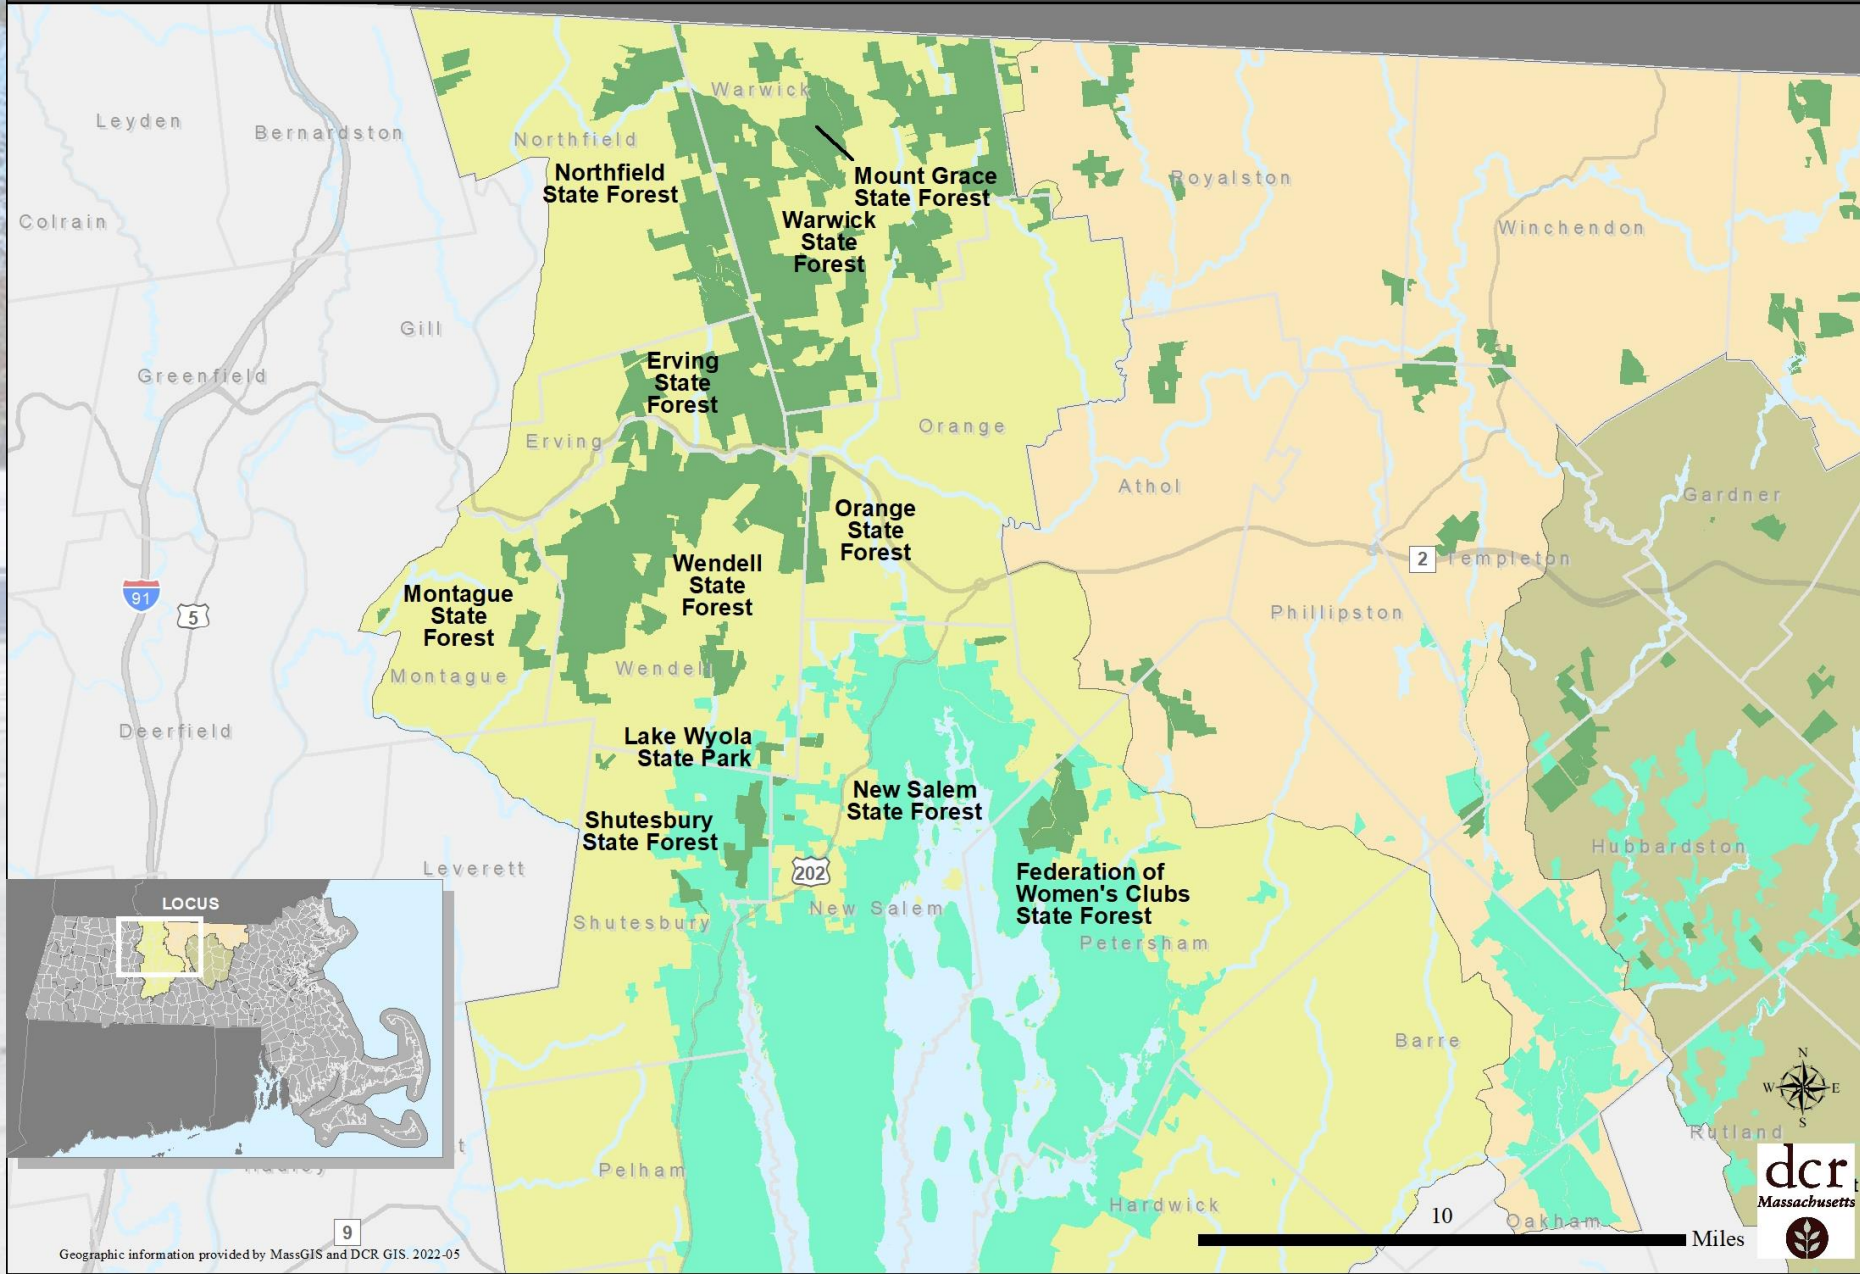 Leyden
Bernardston
Warwick
Northfield
Northfield
State Forest
Mount Grace
State Forest
Royalston
Colrain
Warwick
State
Forest
Winchendon
Gill
Greenfield
Erving
State
Forest
Erving
Orange
Athol
Gardner
Orange
State
Forest
2
Templeton
Wendell
State
Forest
91
5
Montague
State
Forest
Phillipston
Montague
Wendell
Deerfield
Lake Wyola
State Park
New Salem
State Forest
Shutesbury
State Forest
Hubbardston
Leverett
202
Federation of
Women's Clubs
State Forest
LOCUS
Shutesbury
New Salem
Petersham
Barre
N
W
E
S
Rutland
Pelham
Hardwick
Oakham
dcr
Massachusetts
10
Miles
9
Geographic information provided by MassGIS and DCR GIS. 2022-05